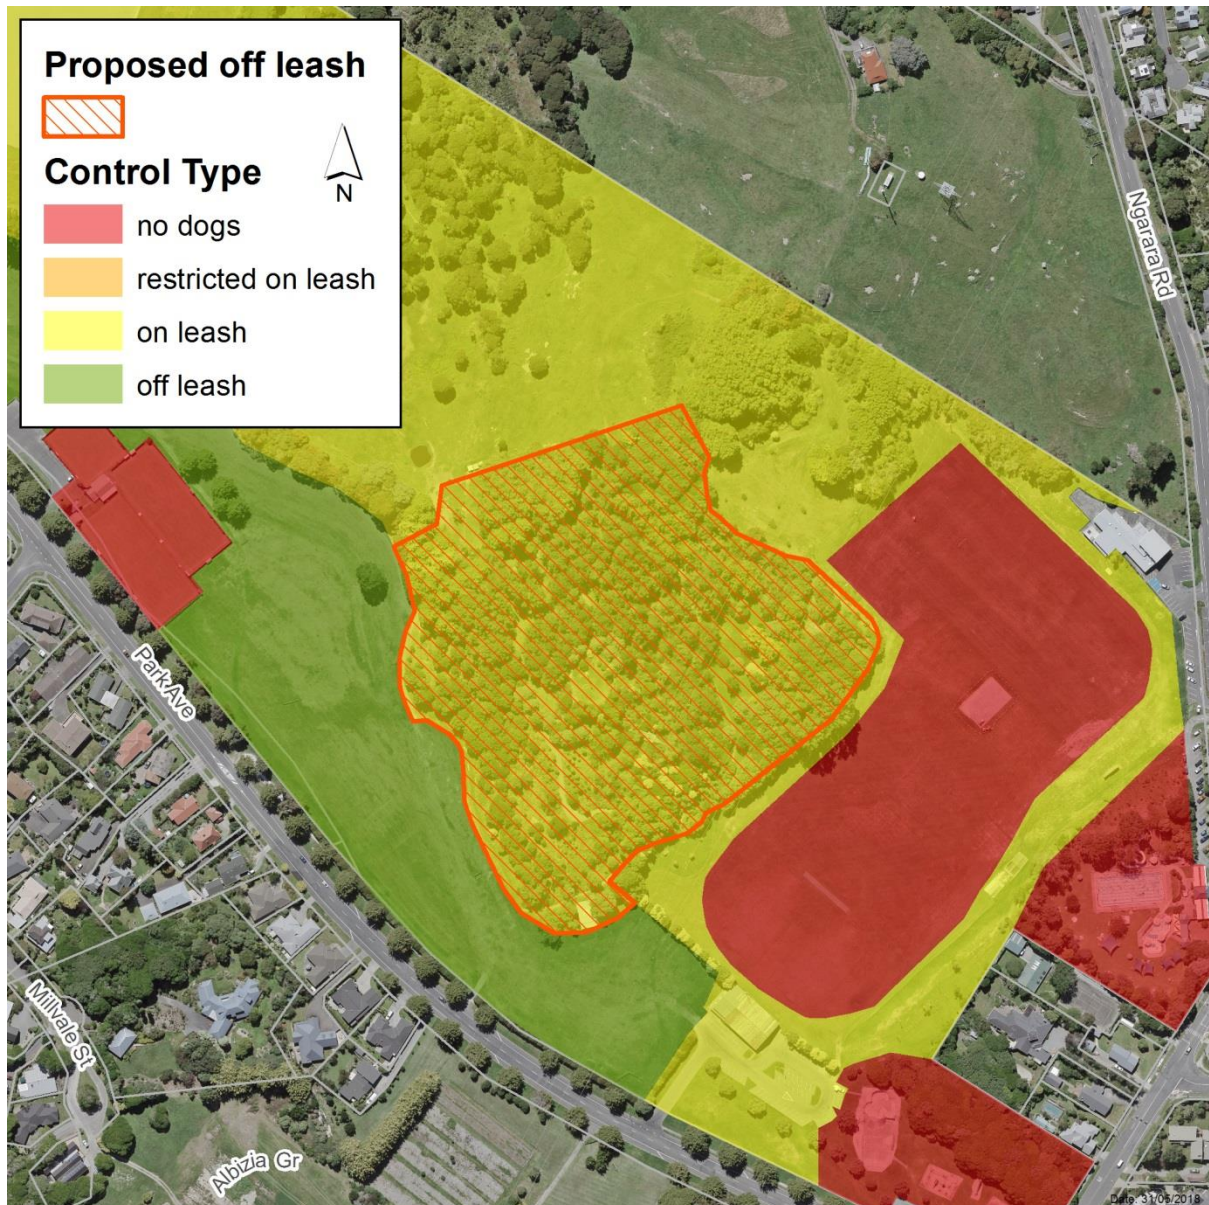 Proposed off leash
Control Type
N
no dogs
restricted on leash
on leash
off leash
Ngarara Rd
Park Ave
Millvale St
Albizia Gr
Date: 31/05/2018